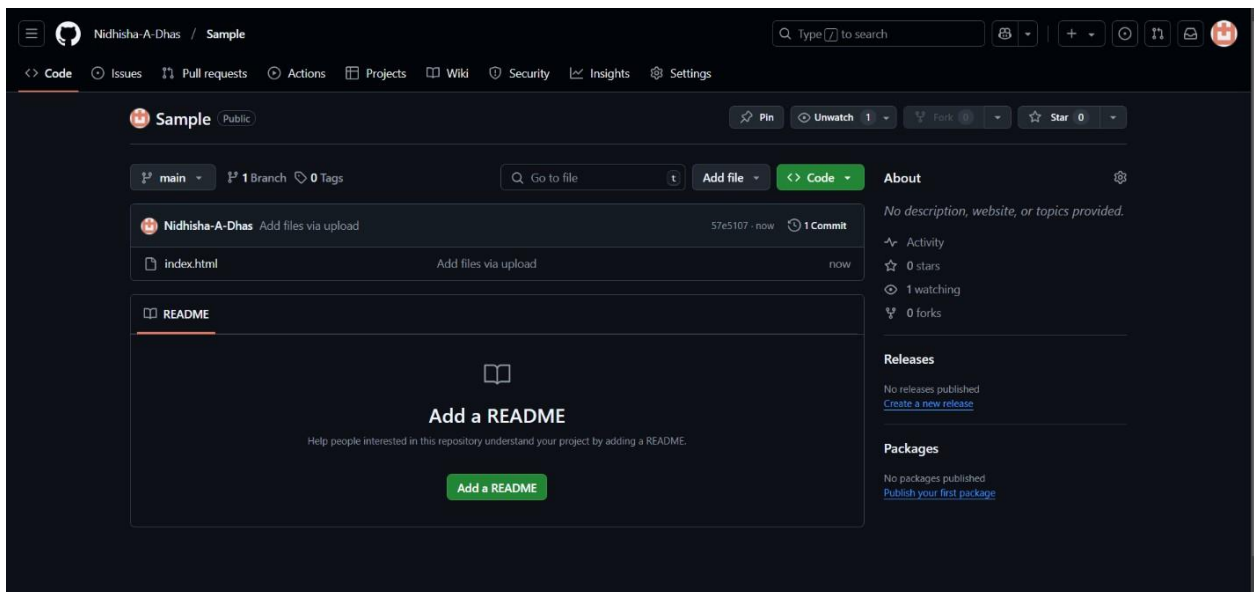 Nidhisha-A-Dhas / Sample
Type / to search
Code Issues Pull requests Actions Projects Wiki Security Insights Settings
Sample Public
Pin Unwatch 1 Fork 0 Star 0
main 1 Branch 0 Tags
Go to file t Add file Code
Nidhisha-A-Dhas Add files via upload 57e5107 · now 1 Commit
index.html Add files via upload now
README
Add a README
Help people interested in this repository understand your project by adding a README.
Add a README
About
No description, website, or topics provided.
Activity
0 stars
1 watching
0 forks
Releases
No releases published
Create a new release
Packages
No packages published
Publish your first package